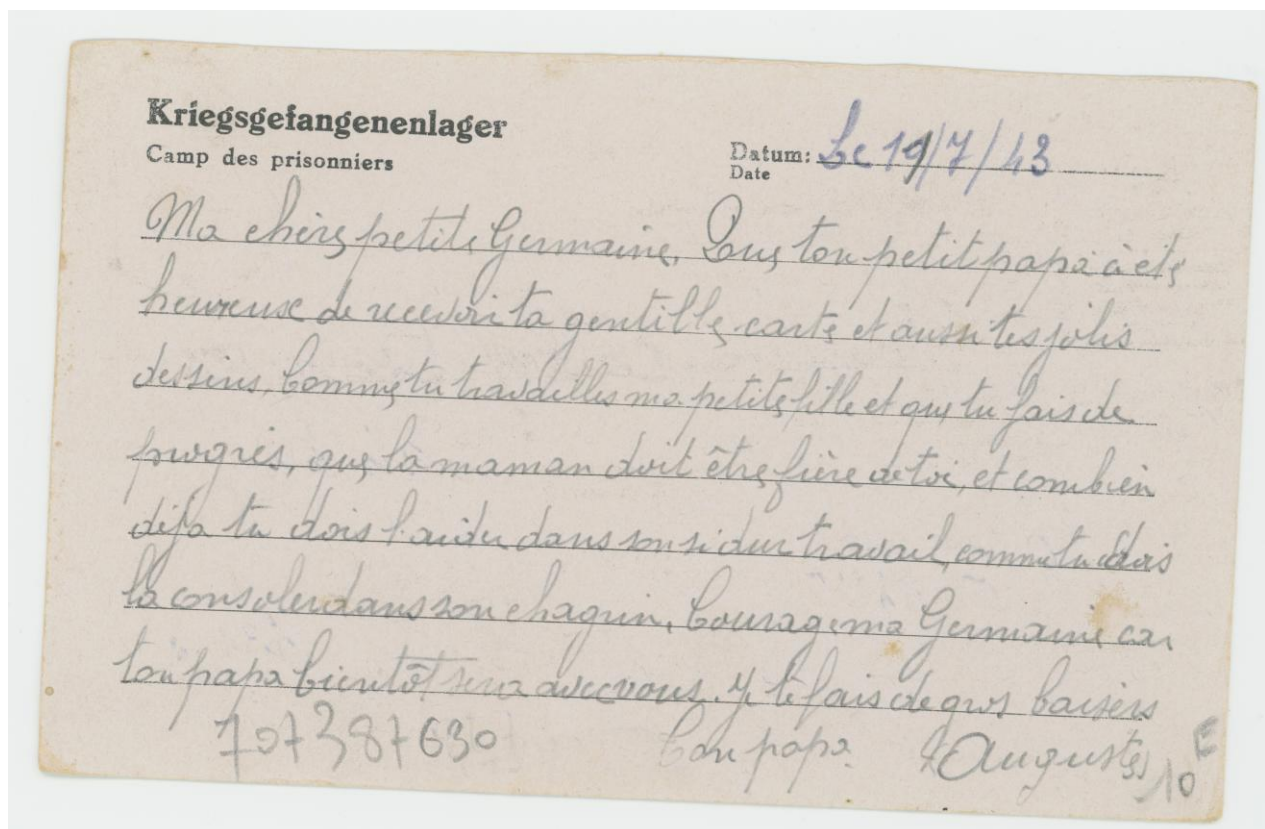 Kriegsgefangenenlager
Camp des prisonniers
Datum: Le 19/7/43
Date
Ma chère petite Germaine, Que ton petit papa à été
heureuse de recevoir ta gentille carte et aussi tes jolis
dessins, Comme tu travailles ma petite fille et que tu fais de
progrès, que la maman doit être fière de toi, et combien
déja tu dois l'aider dans son si dur travail, comme tu dois
la consoler dans son chagrin, Courage ma Germaine car
ton papa bientôt sera avec vous. Je te fais de gros baisers
Ton papa. Auguste
707387630
10 E